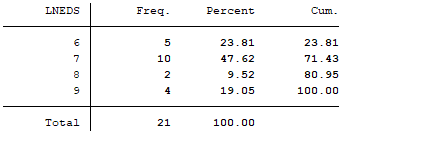 LNEDS Freq. Percent Cum.
6 5 23.81 23.81
7 10 47.62 71.43
8 2 9.52 80.95
9 4 19.05 100.00
Total 21 100.00